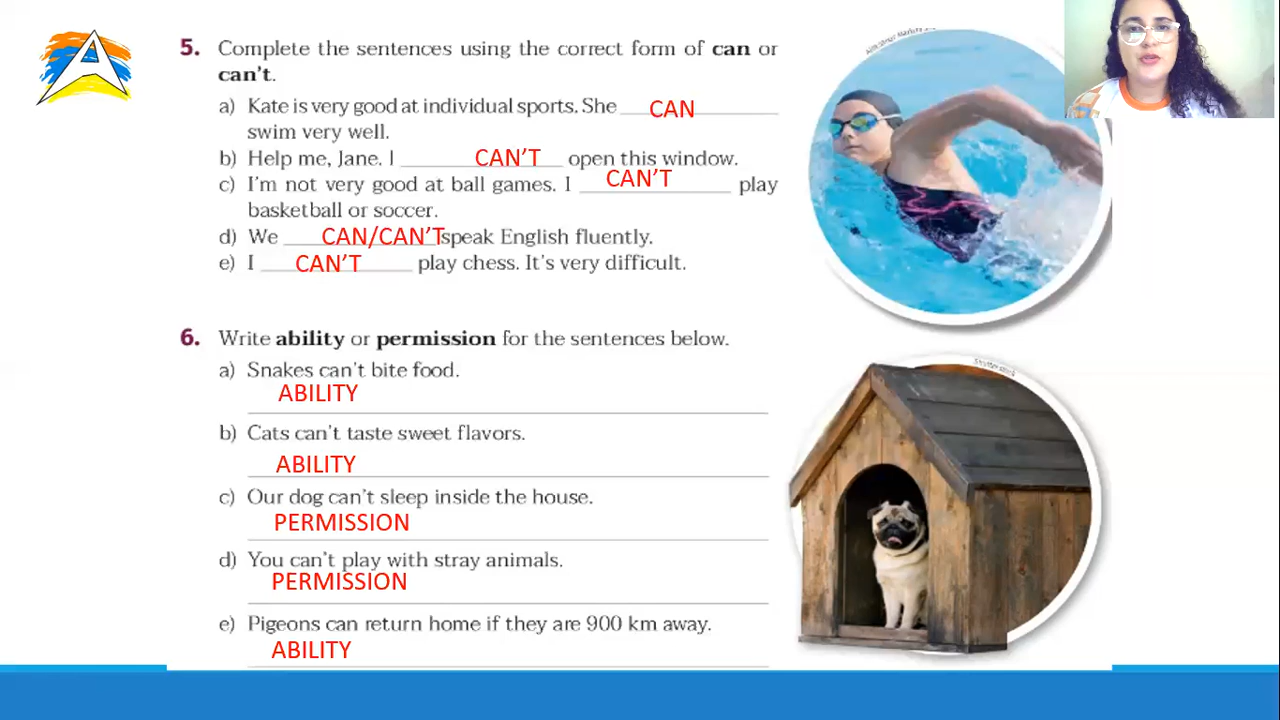 5. Complete the sentences using the correct form of can or
can't.
a) Kate is very good at individual sports. She CAN
swim very well.
b) Help me, Jane. I CAN'T open this window.
c) I'm not very good at ball games. I CAN'T play
basketball or soccer.
d) We CAN/CAN'T speak English fluently.
e) I CAN'T play chess. It's very difficult.
6. Write ability or permission for the sentences below.
a) Snakes can't bite food.
ABILITY
b) Cats can't taste sweet flavors.
ABILITY
c) Our dog can't sleep inside the house.
PERMISSION
d) You can't play with stray animals.
PERMISSION
e) Pigeons can return home if they are 900 km away.
ABILITY